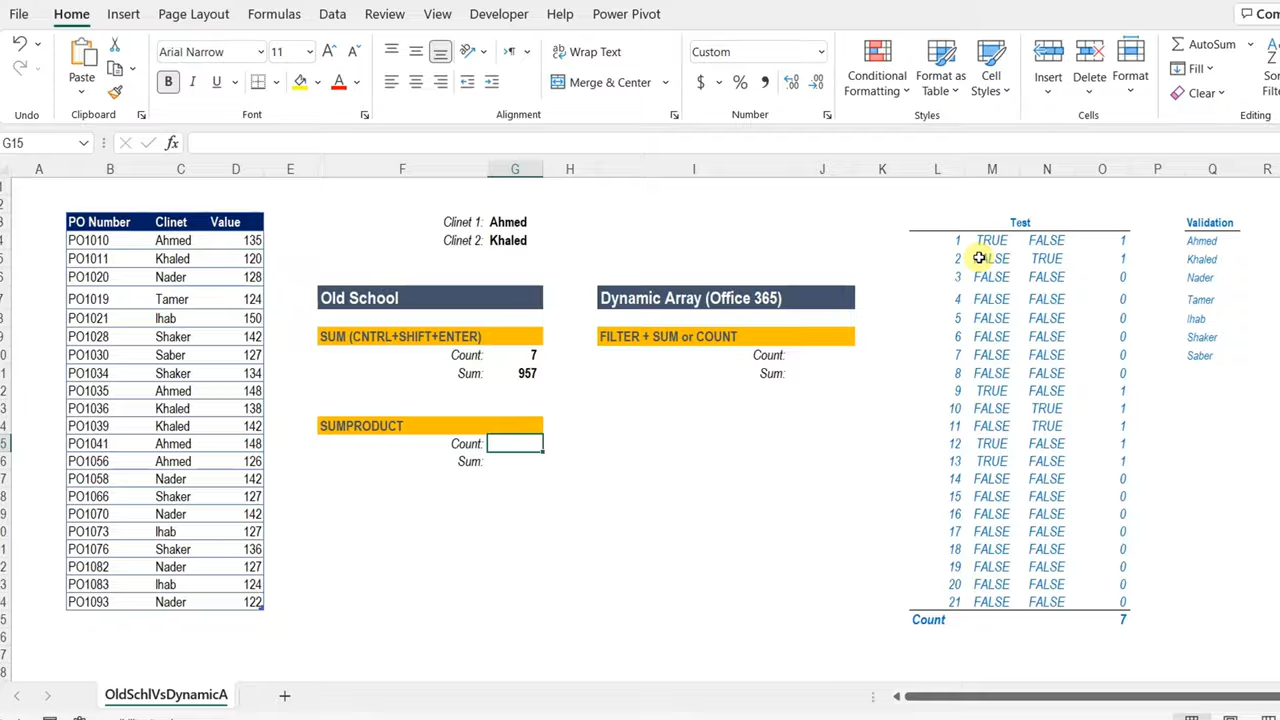 File Home Insert Page Layout Formulas Data Review View Developer Help Power Pivot
Arial Narrow 11 Wrap Text Custom AutoSum
Paste B I U Merge & Center $ % Conditional Formatting Format as Table Cell Styles Insert Delete Format Fill Clear
Undo Clipboard Font Alignment Number Styles Cells Editing
G15 fx
A B C D E F G H I J K L M N O P Q R
PO Number Clinet Value Clinet 1: Ahmed Test Validation
PO1010 Ahmed 135 Clinet 2: Khaled 1 TRUE FALSE 1 Ahmed
PO1011 Khaled 120 2 FALSE TRUE 1 Khaled
PO1020 Nader 128 3 FALSE FALSE 0 Nader
PO1019 Tamer 124 Old School Dynamic Array (Office 365) 4 FALSE FALSE 0 Tamer
PO1021 Ihab 150 5 FALSE FALSE 0 Ihab
PO1028 Shaker 142 SUM (CNTRL+SHIFT+ENTER) FILTER + SUM or COUNT 6 FALSE FALSE 0 Shaker
PO1030 Saber 127 Count: 7 Count: 7 FALSE FALSE 0 Saber
PO1034 Shaker 134 Sum: 957 Sum: 8 FALSE FALSE 0
PO1035 Ahmed 148 9 TRUE FALSE 1
PO1036 Khaled 138 10 FALSE TRUE 1
PO1039 Khaled 142 SUMPRODUCT 11 FALSE TRUE 1
PO1041 Ahmed 148 Count: 12 TRUE FALSE 1
PO1056 Ahmed 126 Sum: 13 TRUE FALSE 1
PO1058 Nader 142 14 FALSE FALSE 0
PO1066 Shaker 127 15 FALSE FALSE 0
PO1070 Nader 142 16 FALSE FALSE 0
PO1073 Ihab 127 17 FALSE FALSE 0
PO1076 Shaker 136 18 FALSE FALSE 0
PO1082 Nader 127 19 FALSE FALSE 0
PO1083 Ihab 124 20 FALSE FALSE 0
PO1093 Nader 122 21 FALSE FALSE 0
Count 7
OldSchlVsDynamicA